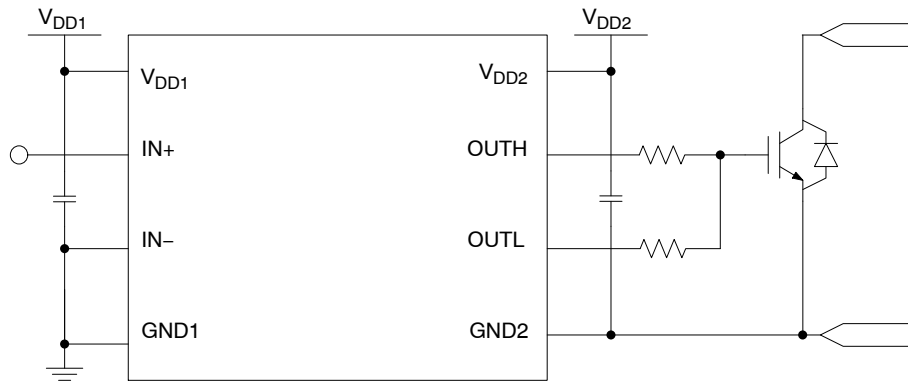 VDD1
VDD2
VDD1
VDD2
IN+
OUTH
IN−
OUTL
GND1
GND2